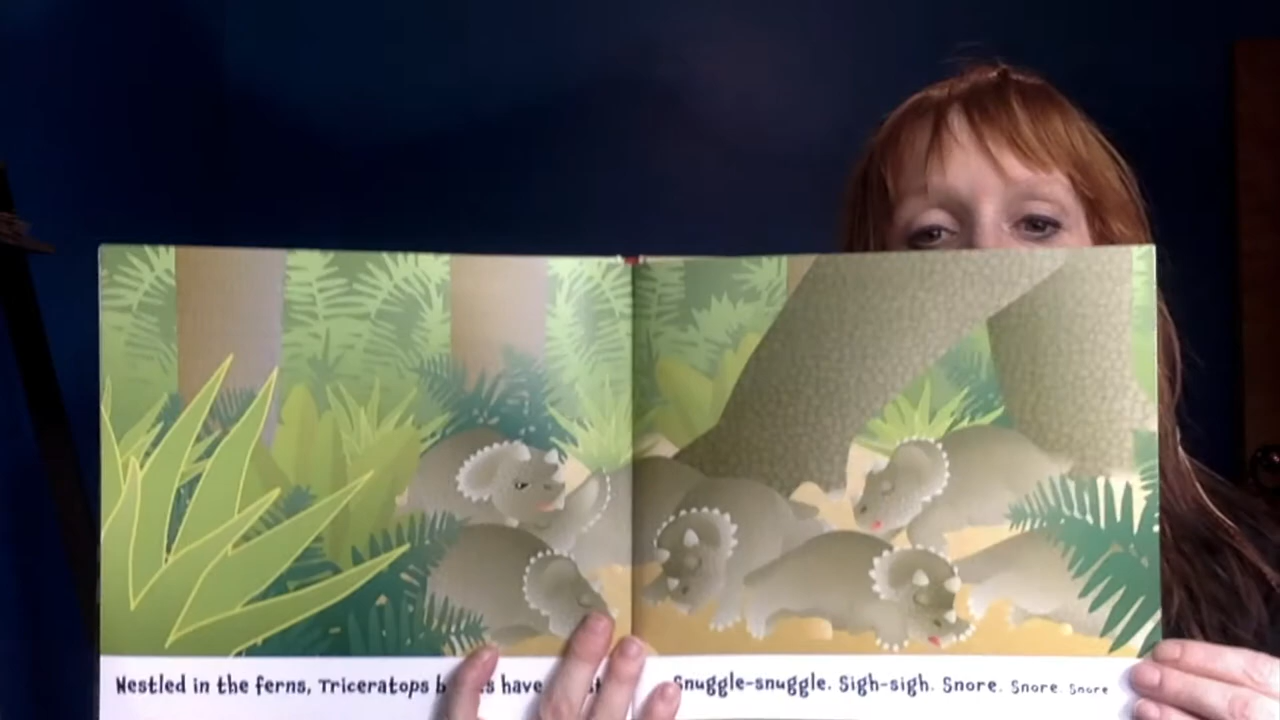 Nestled in the ferns, Triceratops have
Snuggle-snuggle. Sigh-sigh. Snore. Snore. Snore